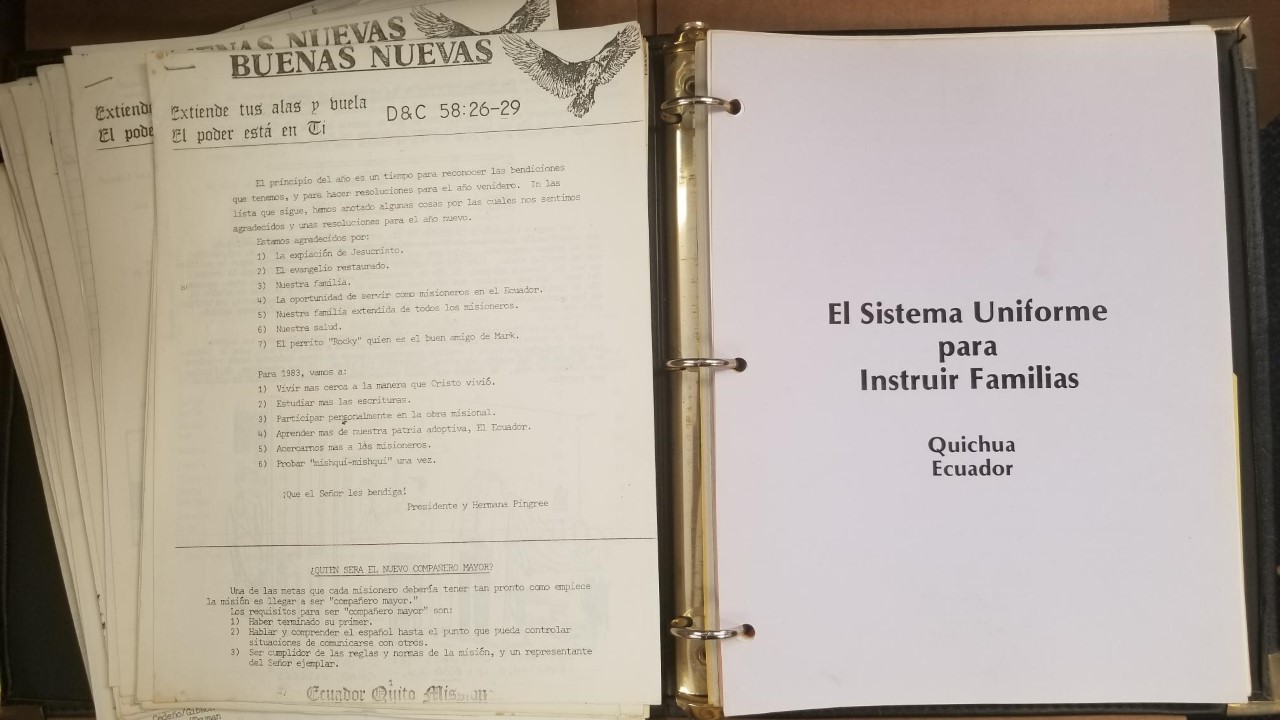 NAS NUEVAS
BUENAS NUEVAS
Extiende
El pode
Extiende tus alas y vuela
El poder está en Ti
D&C 58:26-29
El principio del año es un tiempo para reconocer las bendiciones
que tenemos, y para hacer resoluciones para el año venidero. In las
lista que sigue, hemos anotado algunas cosas por las cuales nos sentimos
agradecidos y unas resoluciones para el año nuevo.
Estamos agradecidos por:
1) La expiación de Jesucristo.
2) El evangelio restaurado.
3) Nuestra familia.
4) La oportunidad de servir como misioneros en el Ecuador.
5) Nuestra familia extendida de todos los misioneros.
6) Nuestra salud.
7) El perrito "Rocky" quien es el buen amigo de Mark.
Para 1983, vamos a:
1) Vivir mas cerca a la manera que Cristo vivió.
2) Estudiar mas las escrituras.
3) Participar personalmente en la obra misional.
4) Aprender mas de nuestra patria adoptiva, El Ecuador.
5) Acercarnos mas a los misioneros.
6) Probar "mishqui-mishqui" una vez.
¡Que el Señor les bendiga!
Presidente y Hermana Pingree
¿QUIEN SERA EL NUEVO COMPAÑERO MAYOR?
Una de las metas que cada misionero debería tener tan pronto como empiece
la misión es llegar a ser "compañero mayor."
Los requisitos para ser "compañero mayor" son:
1) Haber terminado su primer.
2) Hablar y comprender el español hasta el punto que pueda controlar
situaciones de comunicarse con otros.
3) Ser cumplidor de las reglas y normas de la misión, y un representante
del Señor ejemplar.
Ecuador Quito Mission
El Sistema Uniforme
para
Instruir Familias
Quichua
Ecuador